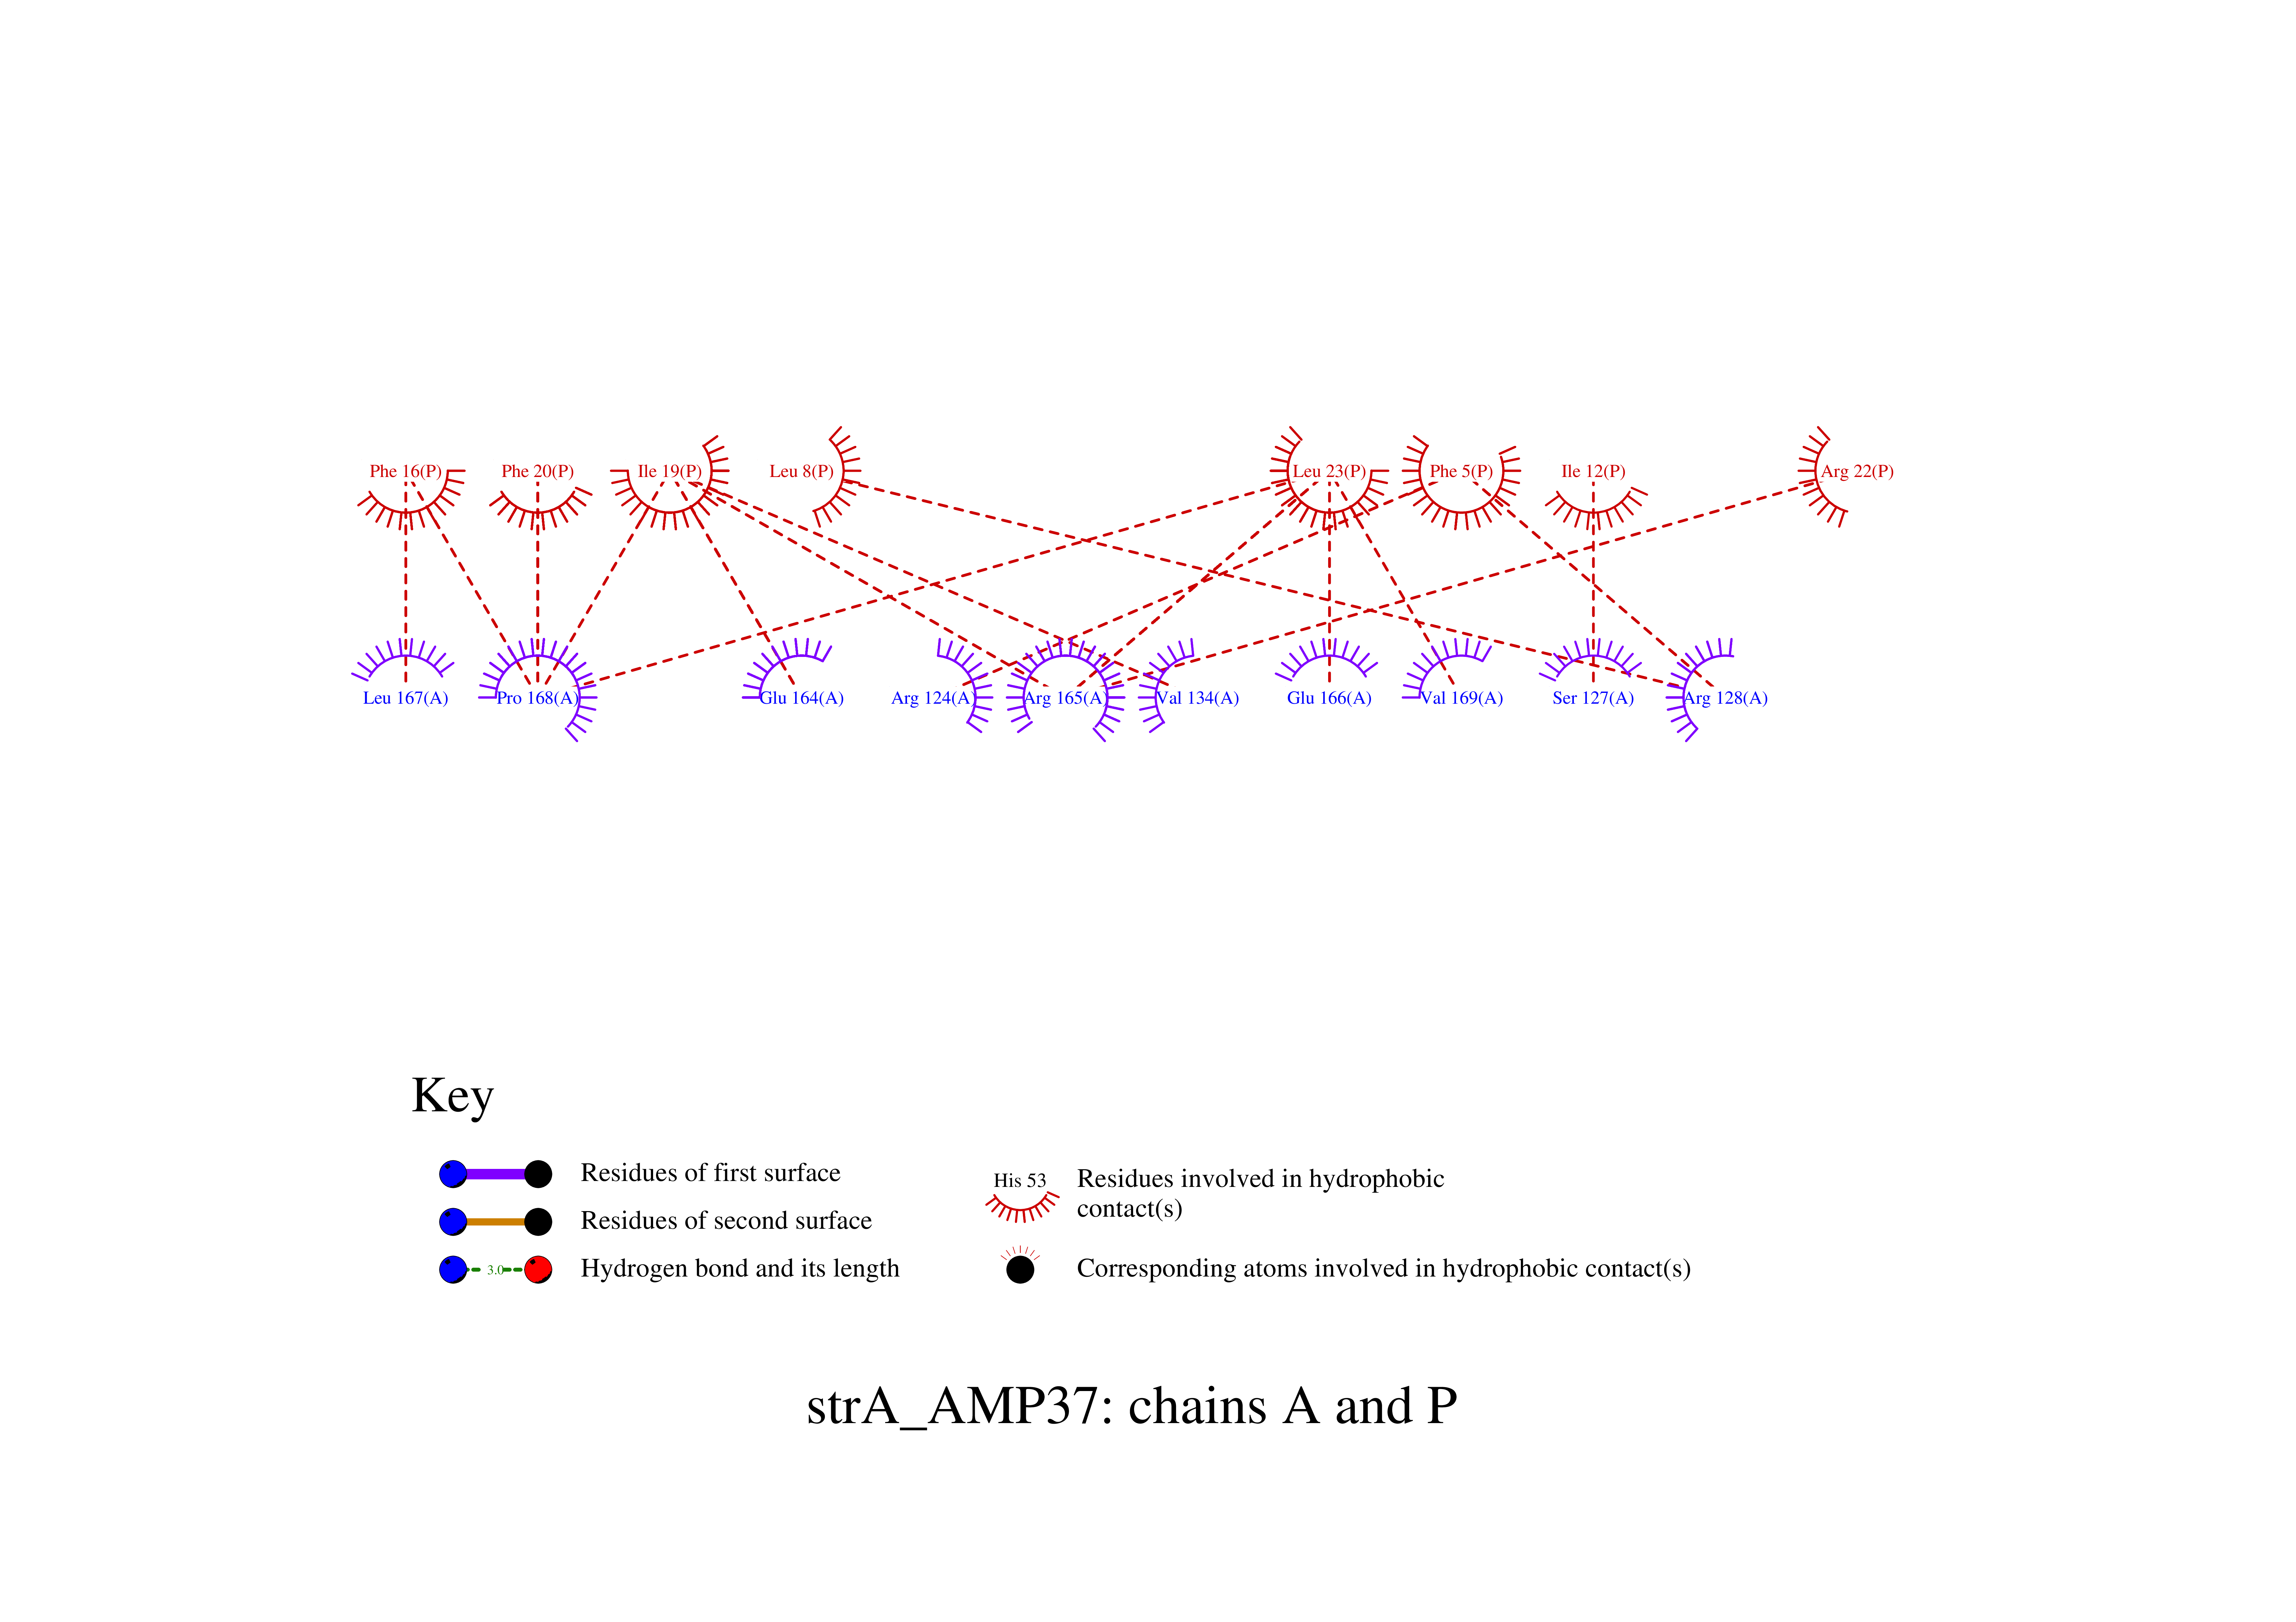 Phe 16(P) Phe 20(P) Ile 19(P) Leu 8(P) Leu 23(P) Phe 5(P) Ile 12(P) Arg 22(P)
Leu 167(A) Pro 168(A) Glu 164(A) Arg 124(A) Arg 165(A) Val 134(A) Glu 166(A) Val 169(A) Ser 127(A) Arg 128(A)
Key
Residues of first surface
Residues of second surface
3.0 Hydrogen bond and its length
His 53 Residues involved in hydrophobic
contact(s)
Corresponding atoms involved in hydrophobic contact(s)
strA_AMP37: chains A and P